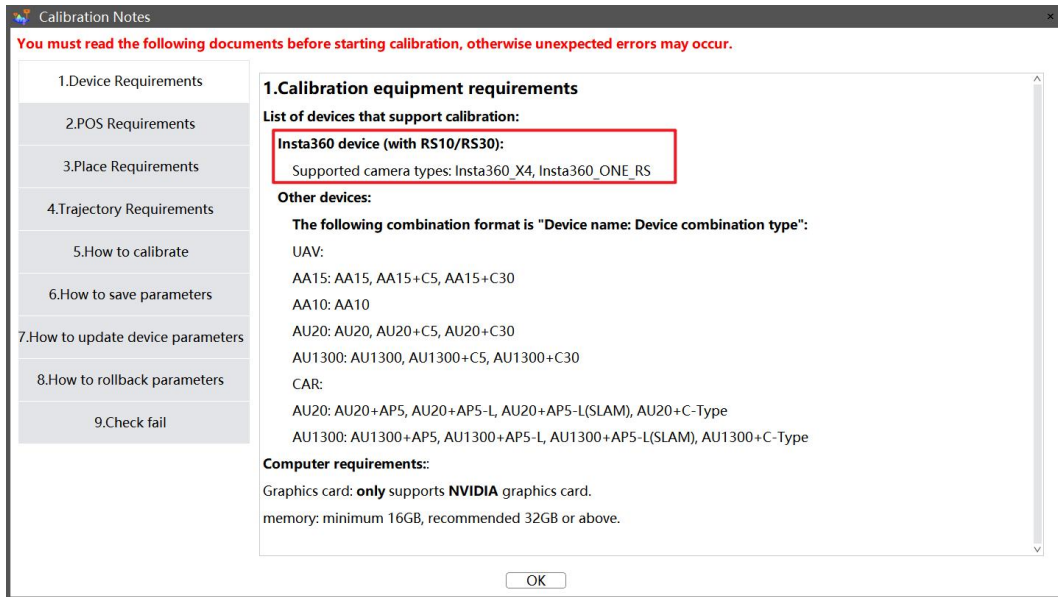 Calibration Notes
You must read the following documents before starting calibration, otherwise unexpected errors may occur.
1.Device Requirements
2.POS Requirements
3.Place Requirements
4.Trajectory Requirements
5.How to calibrate
6.How to save parameters
7.How to update device parameters
8.How to rollback parameters
9.Check fail
1.Calibration equipment requirements
List of devices that support calibration:
Insta360 device (with RS10/RS30):
Supported camera types: Insta360_X4, Insta360_ONE_RS
Other devices:
The following combination format is "Device name: Device combination type":
UAV:
AA15: AA15, AA15+C5, AA15+C30
AA10: AA10
AU20: AU20, AU20+C5, AU20+C30
AU1300: AU1300, AU1300+C5, AU1300+C30
CAR:
AU20: AU20+AP5, AU20+AP5-L, AU20+AP5-L(SLAM), AU20+C-Type
AU1300: AU1300+AP5, AU1300+AP5-L, AU1300+AP5-L(SLAM), AU1300+C-Type
Computer requirements::
Graphics card: only supports NVIDIA graphics card.
memory: minimum 16GB, recommended 32GB or above.
OK